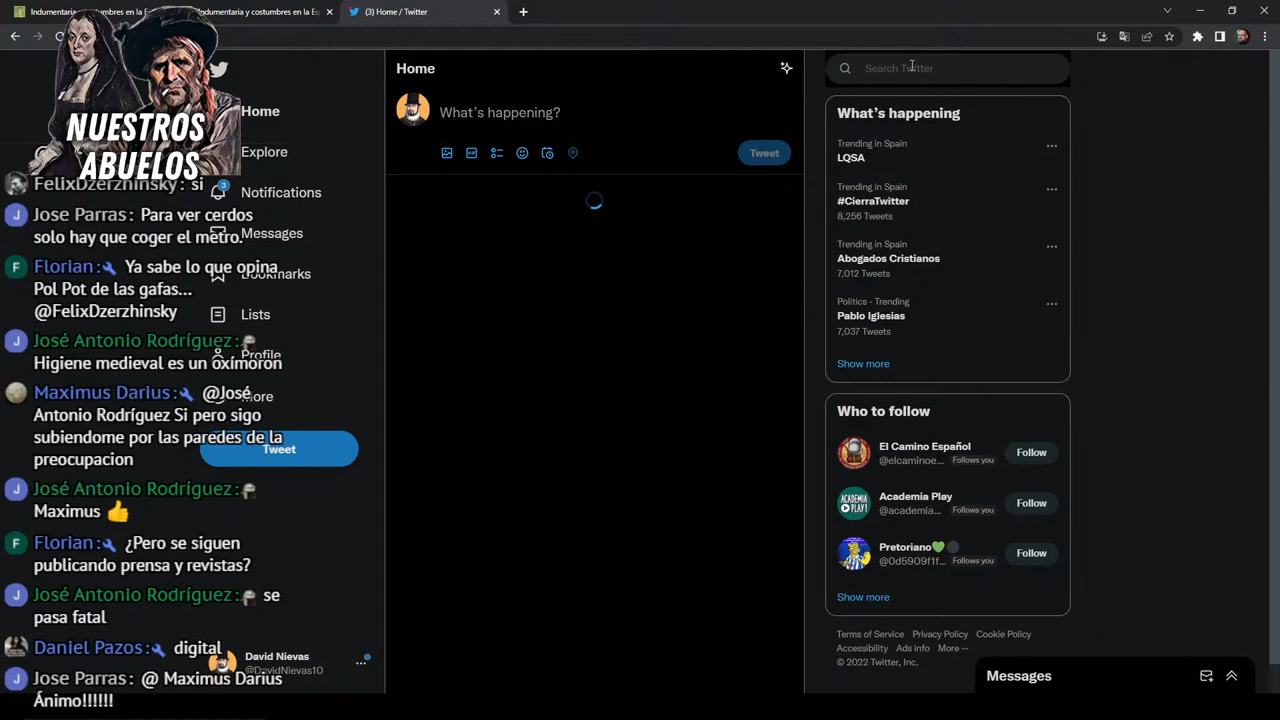 Indumentaria y costumbres en la Es
Indumentaria y costumbres en la Es
(3) Home / Twitter
NUESTROS
ABUELOS
FelixDzerzhinsky: si
Jose Parras: Para ver cerdos
solo hay que coger el metro.
Florian: Ya sabe lo que opina
Pol Pot de las gafas...
@FelixDzerzhinsky
José Antonio Rodríguez:
Higiene medieval es un oxímoron
Maximus Darius: @José
Antonio Rodríguez Si pero sigo
subiendome por las paredes de la
preocupacion
José Antonio Rodríguez:
Maximus 👍
Florian: ¿Pero se siguen
publicando prensa y revistas?
José Antonio Rodríguez: se
pasa fatal
Daniel Pazos: digital
Jose Parras: @ Maximus Darius
Ánimo!!!!!!
Home
Explore
3
Notifications
Messages
Bookmarks
Lists
Profile
More
Tweet
David Nievas
@DavidNievas10
Home
What's happening?
Tweet
Search Twitter
What's happening
Trending in Spain
LQSA
Trending in Spain
#CierraTwitter
8,256 Tweets
Trending in Spain
Abogados Cristianos
7,012 Tweets
Politics · Trending
Pablo Iglesias
7,037 Tweets
Show more
Who to follow
El Camino Español
@elcaminoe... Follows you
Follow
Academia Play
@academia... Follows you
Follow
Pretoriano💚
@0d5909f1f... Follows you
Follow
Show more
Terms of Service Privacy Policy Cookie Policy
Accessibility Ads info More ···
© 2022 Twitter, Inc.
Messages